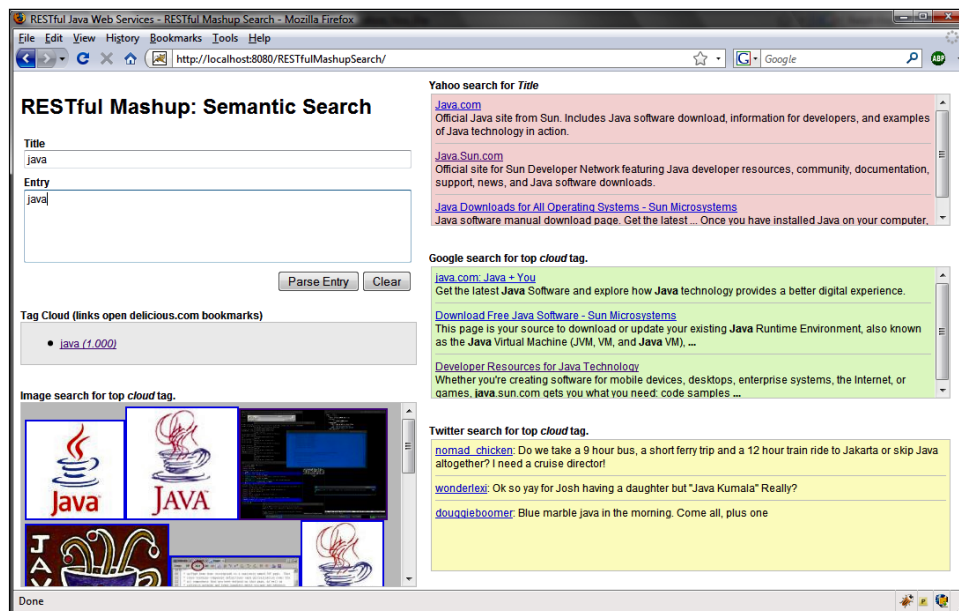 RESTful Java Web Services - RESTful Mashup Search - Mozilla Firefox
File Edit View History Bookmarks Tools Help
http://localhost:8080/RESTfulMashupSearch/
G Google
ABP
RESTful Mashup: Semantic Search
Title
java
Entry
java
Parse Entry Clear
Tag Cloud (links open delicious.com bookmarks)
java (1.000)
Image search for top cloud tag.
Java
JAVA
JAVA
JAVA
Yahoo search for Title
Java.com
Official Java site from Sun. Includes Java software download, information for developers, and examples
of Java technology in action.
Java.Sun.com
Official site for Sun Developer Network featuring Java developer resources, community, documentation,
support, news, and Java software downloads.
Java Downloads for All Operating Systems - Sun Microsystems
Java software manual download page. Get the latest ... Once you have installed Java on your computer,
Google search for top cloud tag.
java.com: Java + You
Get the latest Java Software and explore how Java technology provides a better digital experience.
Download Free Java Software - Sun Microsystems
This page is your source to download or update your existing Java Runtime Environment, also known
as the Java Virtual Machine (JVM, VM, and Java VM), ...
Developer Resources for Java Technology
Whether you're creating software for mobile devices, desktops, enterprise systems, the Internet, or
games, java.sun.com gets you what you need: code samples ...
Twitter search for top cloud tag.
nomad_chicken: Do we take a 9 hour bus, a short ferry trip and a 12 hour train ride to Jakarta or skip Java
altogether? I need a cruise director!
wonderlexi: Ok so yay for Josh having a daughter but "Java Kumala" Really?
douggieboomer: Blue marble java in the morning. Come all, plus one
Done